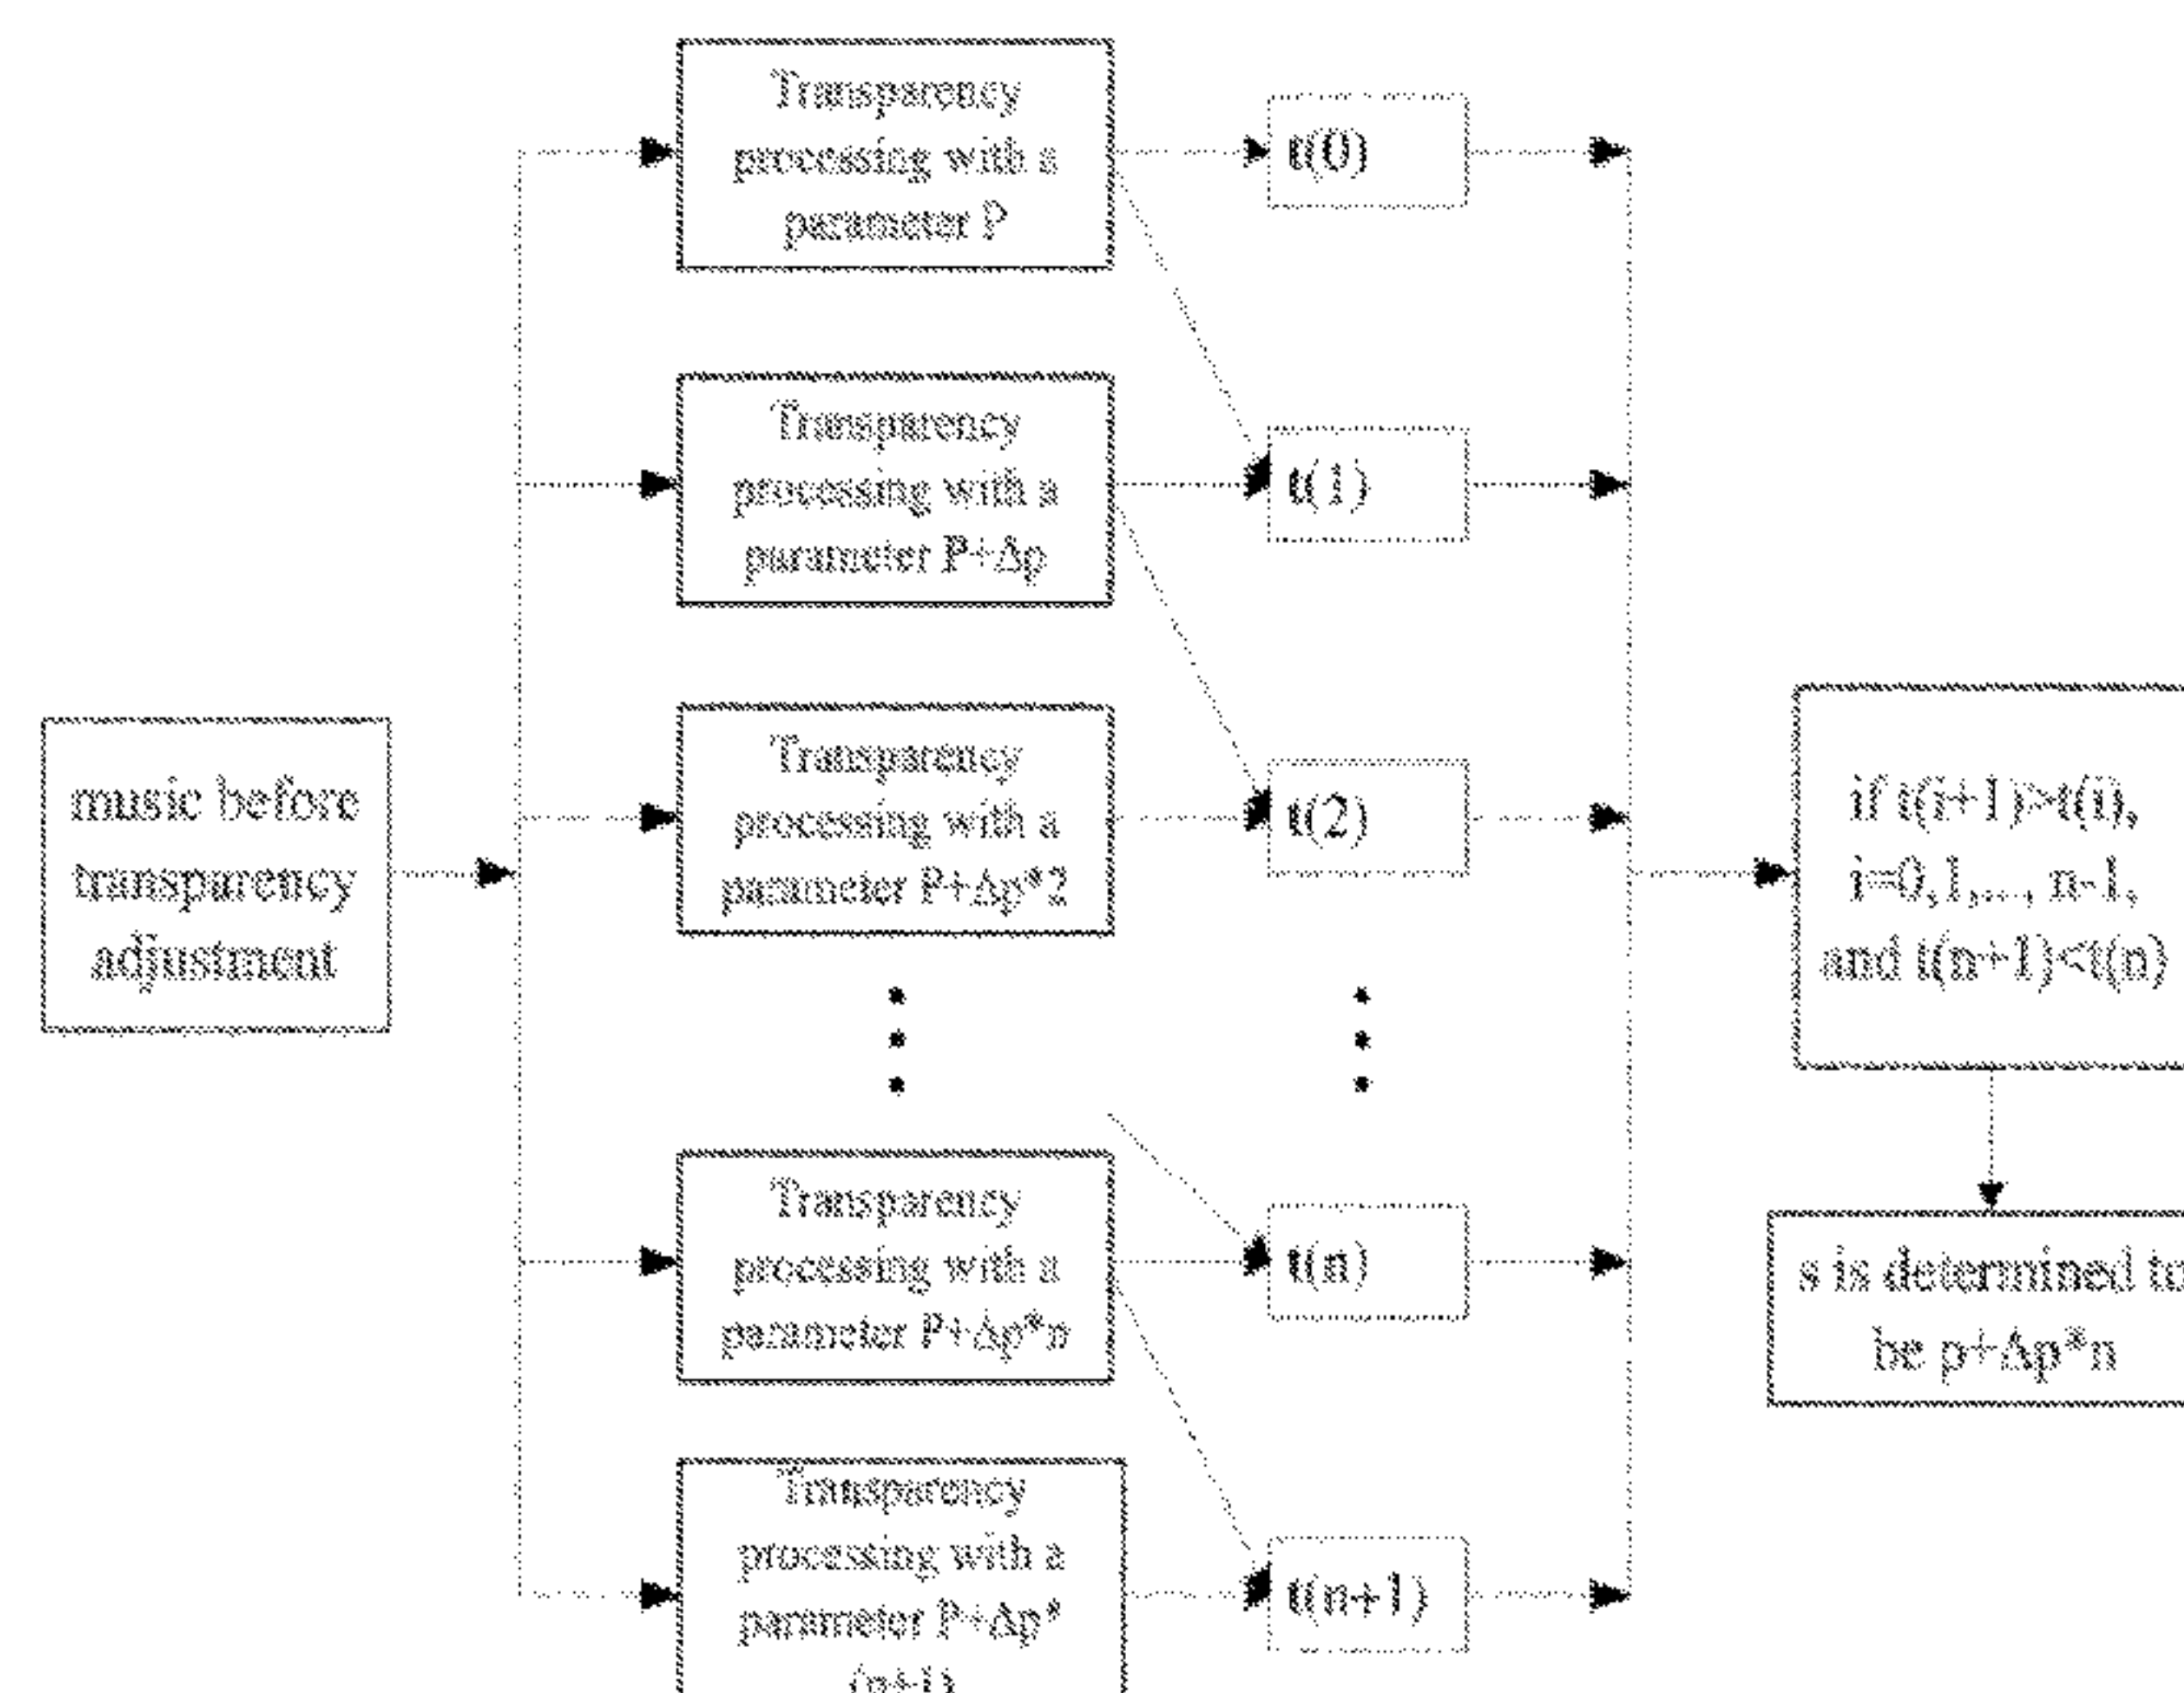 music before
transparency
adjustment
Transparency
processing with a
parameter P
Transparency
processing with a
parameter P+Δp
Transparency
processing with a
parameter P+Δp*2
Transparency
processing with a
parameter P+Δp*n
Transparency
processing with a
parameter P+Δp*
(n+1)
t(0)
t(1)
t(2)
t(n)
t(n+1)
if t(i+1)>t(i),
i=0,1,..., n-1,
and t(n+1)<t(n)
s is determined to
be p+Δp*n